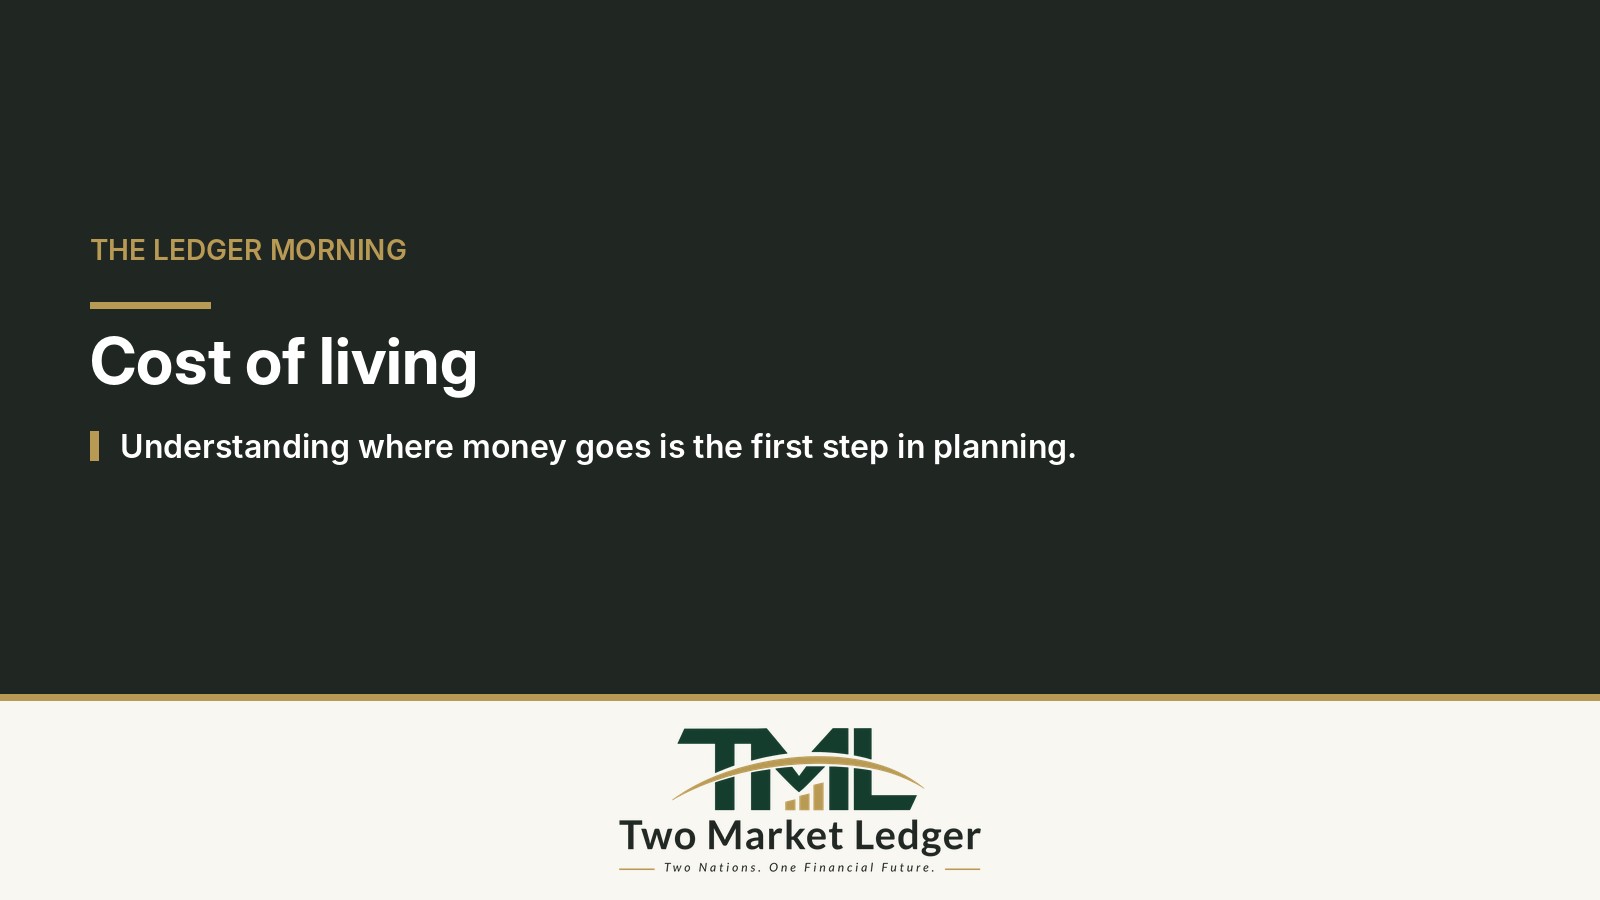 THE LEDGER MORNING
Cost of living
Understanding where money goes is the first step in planning.
TML
Two Market Ledger
Two Nations. One Financial Future.